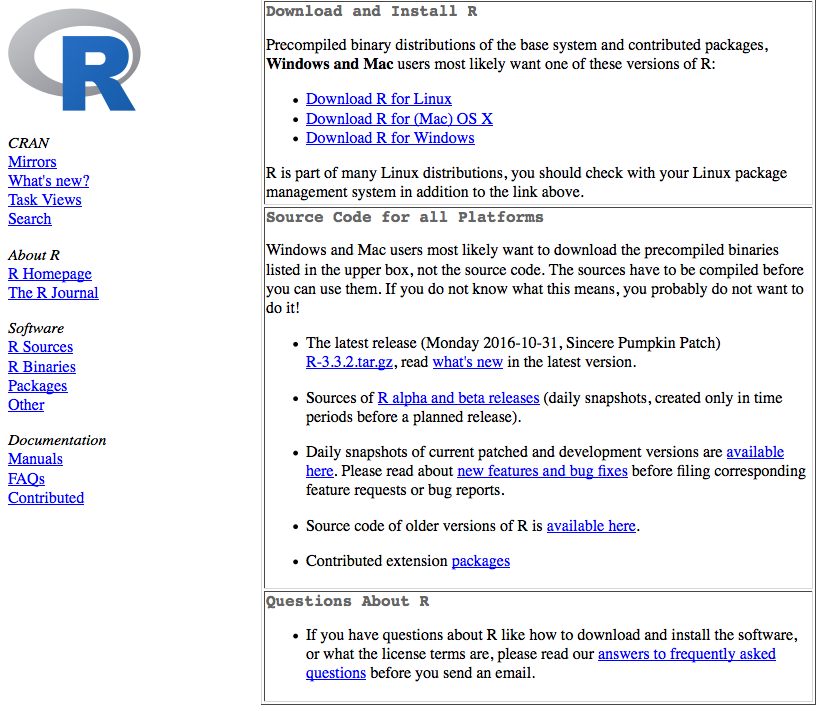 R
CRAN
Mirrors
What's new?
Task Views
Search
About R
R Homepage
The R Journal
Software
R Sources
R Binaries
Packages
Other
Documentation
Manuals
FAQs
Contributed
Download and Install R
Precompiled binary distributions of the base system and contributed packages,
Windows and Mac users most likely want one of these versions of R:
• Download R for Linux
• Download R for (Mac) OS X
• Download R for Windows
R is part of many Linux distributions, you should check with your Linux package
management system in addition to the link above.
Source Code for all Platforms
Windows and Mac users most likely want to download the precompiled binaries
listed in the upper box, not the source code. The sources have to be compiled before
you can use them. If you do not know what this means, you probably do not want to
do it!
• The latest release (Monday 2016-10-31, Sincere Pumpkin Patch)
R-3.3.2.tar.gz, read what's new in the latest version.
• Sources of R alpha and beta releases (daily snapshots, created only in time
periods before a planned release).
• Daily snapshots of current patched and development versions are available
here. Please read about new features and bug fixes before filing corresponding
feature requests or bug reports.
• Source code of older versions of R is available here.
• Contributed extension packages
Questions About R
• If you have questions about R like how to download and install the software,
or what the license terms are, please read our answers to frequently asked
questions before you send an email.